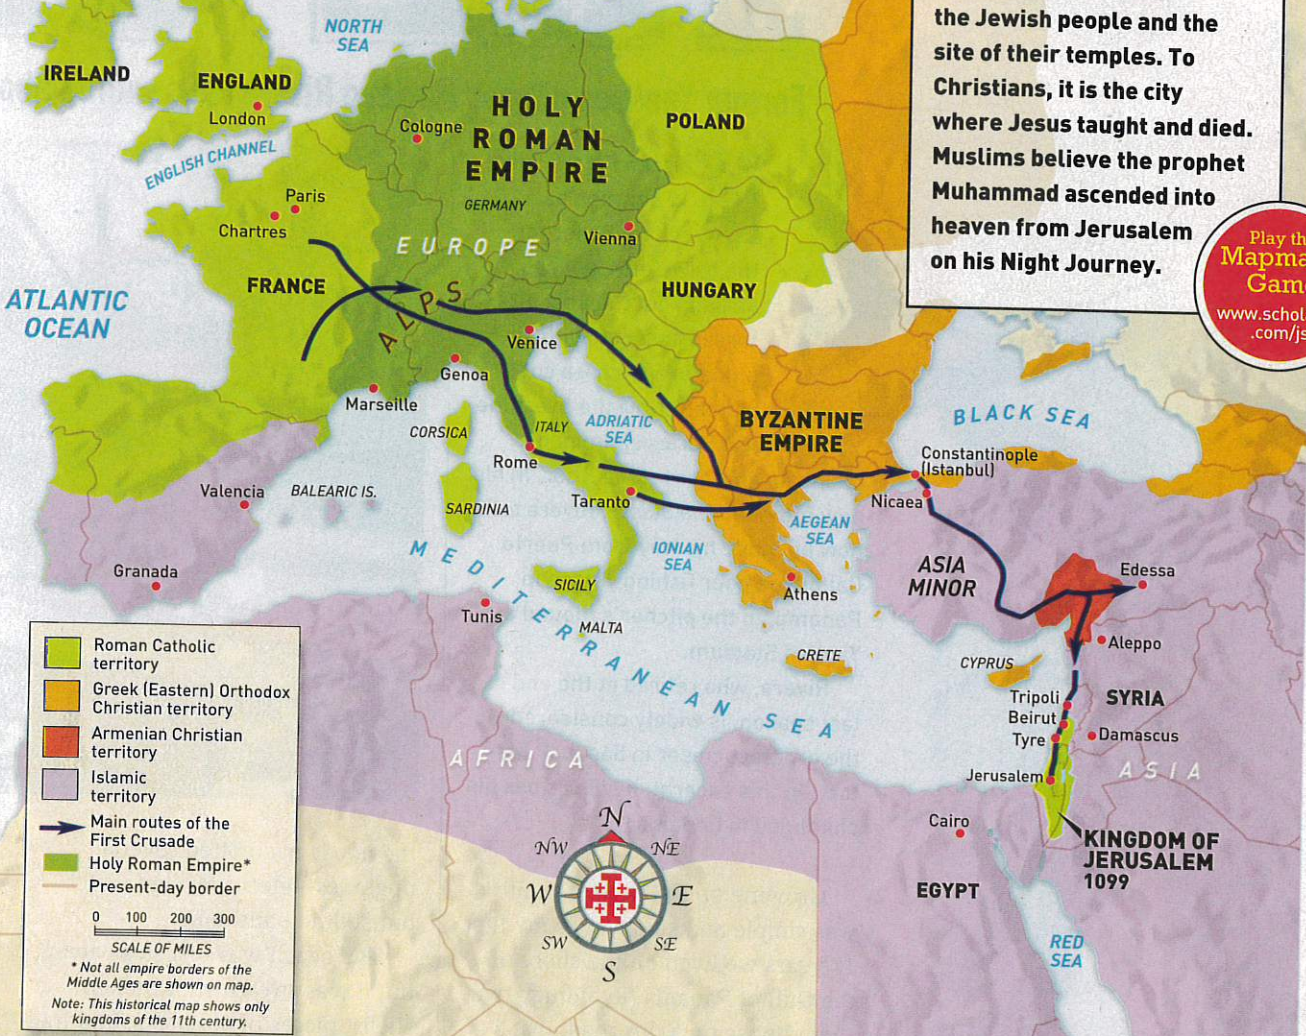 the Jewish people and the
site of their temples. To
Christians, it is the city
where Jesus taught and died.
Muslims believe the prophet
Muhammad ascended into
heaven from Jerusalem
on his Night Journey.
Play th
Mapma
Gam
www.schol
.com/js
NORTH
SEA
IRELAND
ENGLAND
London
ENGLISH CHANNEL
Cologne
HOLY
ROMAN
EMPIRE
GERMANY
POLAND
Paris
Chartres
Vienna
EUROPE
FRANCE
HUNGARY
ATLANTIC
OCEAN
ALPS
Venice
Genoa
Marseille
CORSICA
ITALY
ADRIATIC
SEA
BYZANTINE
EMPIRE
BLACK SEA
Constantinople
(Istanbul)
Rome
Nicaea
Valencia
BALEARIC IS.
SARDINIA
Taranto
AEGEAN
SEA
IONIAN
SEA
ASIA
MINOR
Edessa
Granada
SICILY
Athens
Tunis
MALTA
MEDITERRANEAN SEA
CRETE
CYPRUS
Aleppo
Tripoli
SYRIA
Beirut
Tyre
Damascus
AFRICA
ASIA
Jerusalem
Cairo
KINGDOM OF
JERUSALEM
1099
EGYPT
RED
SEA
Roman Catholic
territory
Greek (Eastern) Orthodox
Christian territory
Armenian Christian
territory
Islamic
territory
Main routes of the
First Crusade
Holy Roman Empire*
Present-day border
0 100 200 300
SCALE OF MILES
* Not all empire borders of the
Middle Ages are shown on map.
Note: This historical map shows only
kingdoms of the 11th century.
N
NW NE
W E
SW SE
S